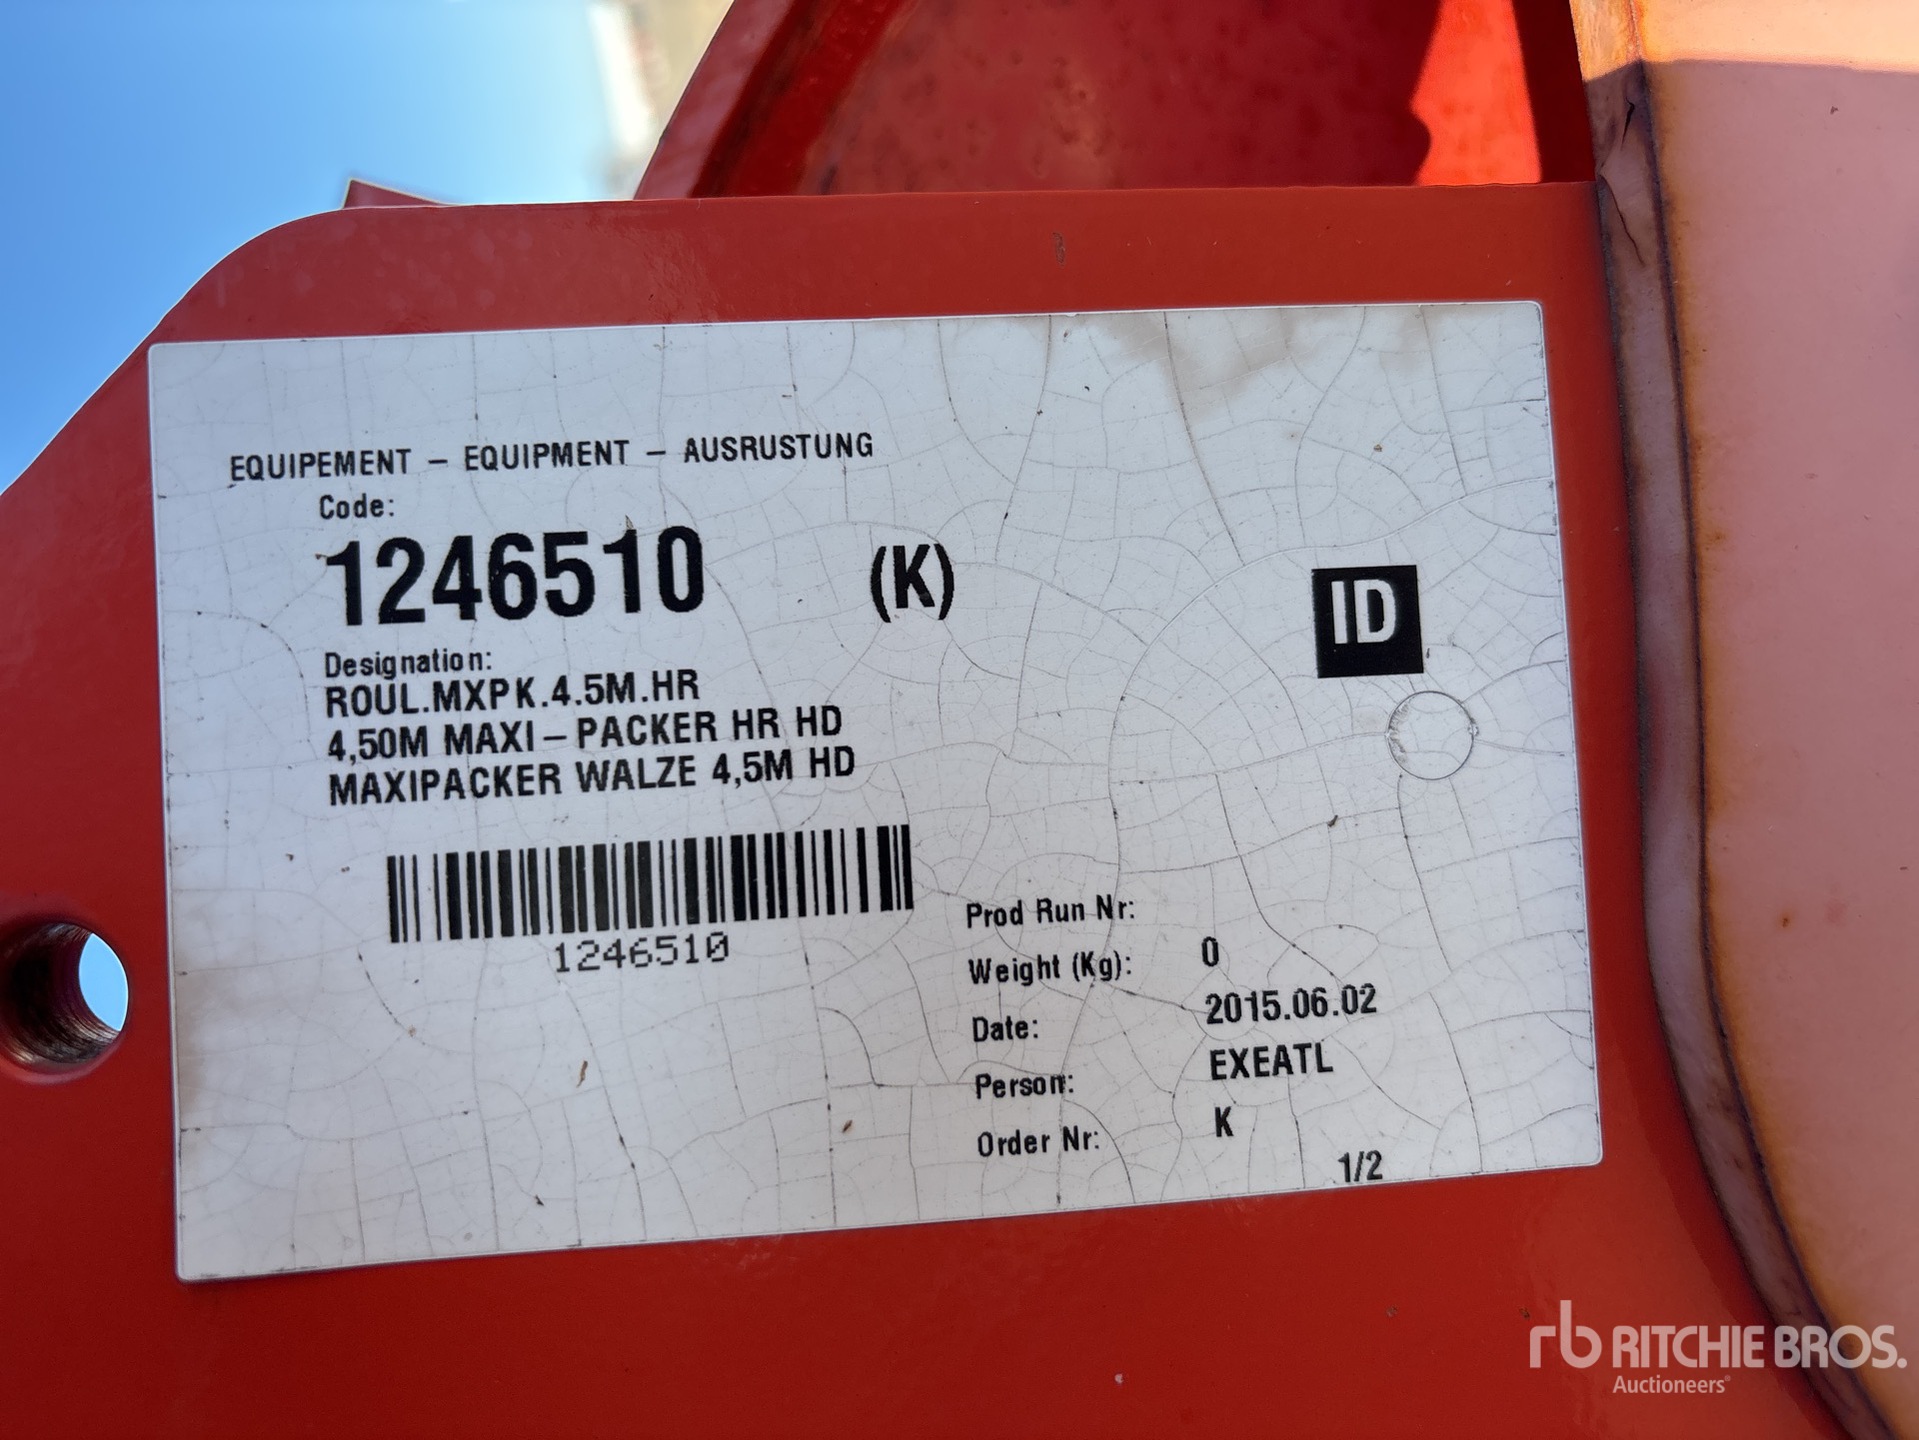 EQUIPEMENT – EQUIPMENT – AUSRUSTUNG
Code:
1246510 (K)
ID
Designation:
ROUL.MXPK.4.5M.HR
4,50M MAXI-PACKER HR HD
MAXIPACKER WALZE 4,5M HD
1246510
Prod Run Nr:
Weight (Kg): 0
Date: 2015.06.02
Person: EXEATL
Order Nr: K
1/2
rb RITCHIE BROS.
Auctioneers®